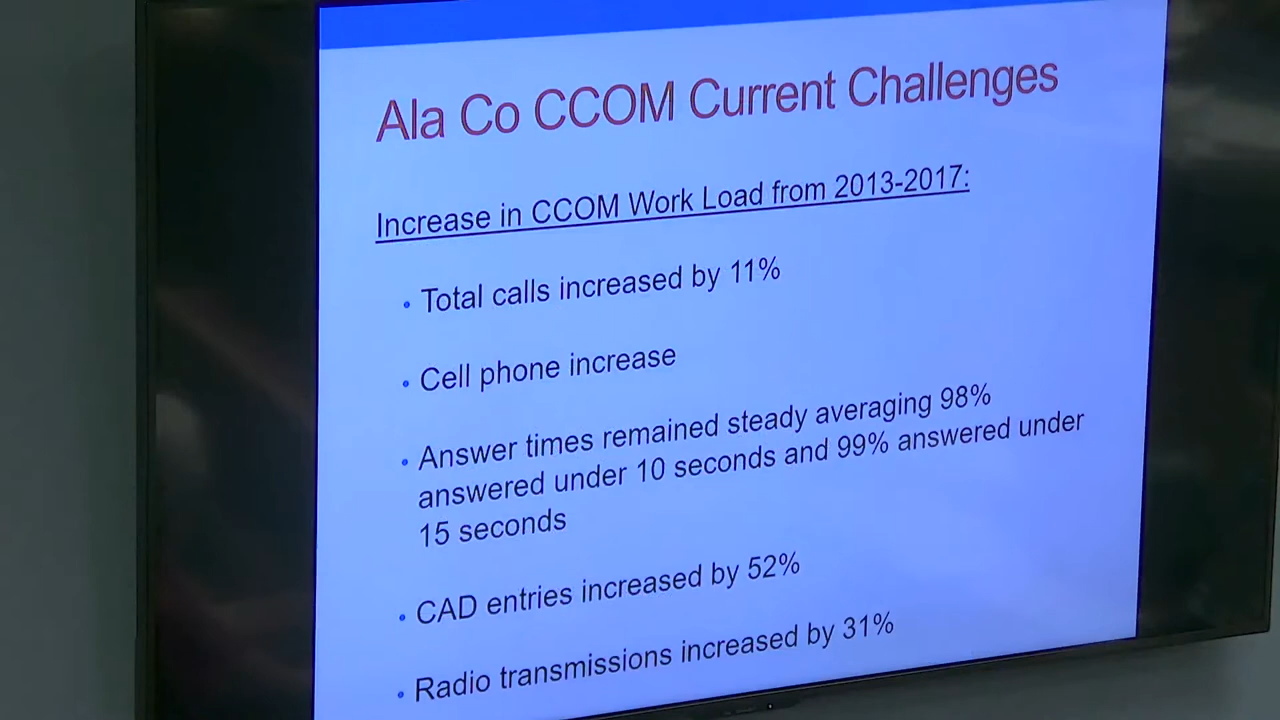 Ala Co CCOM Current Challenges
Increase in CCOM Work Load from 2013-2017:
• Total calls increased by 11%
• Cell phone increase
• Answer times remained steady averaging 98%
answered under 10 seconds and 99% answered under
15 seconds
• CAD entries increased by 52%
• Radio transmissions increased by 31%